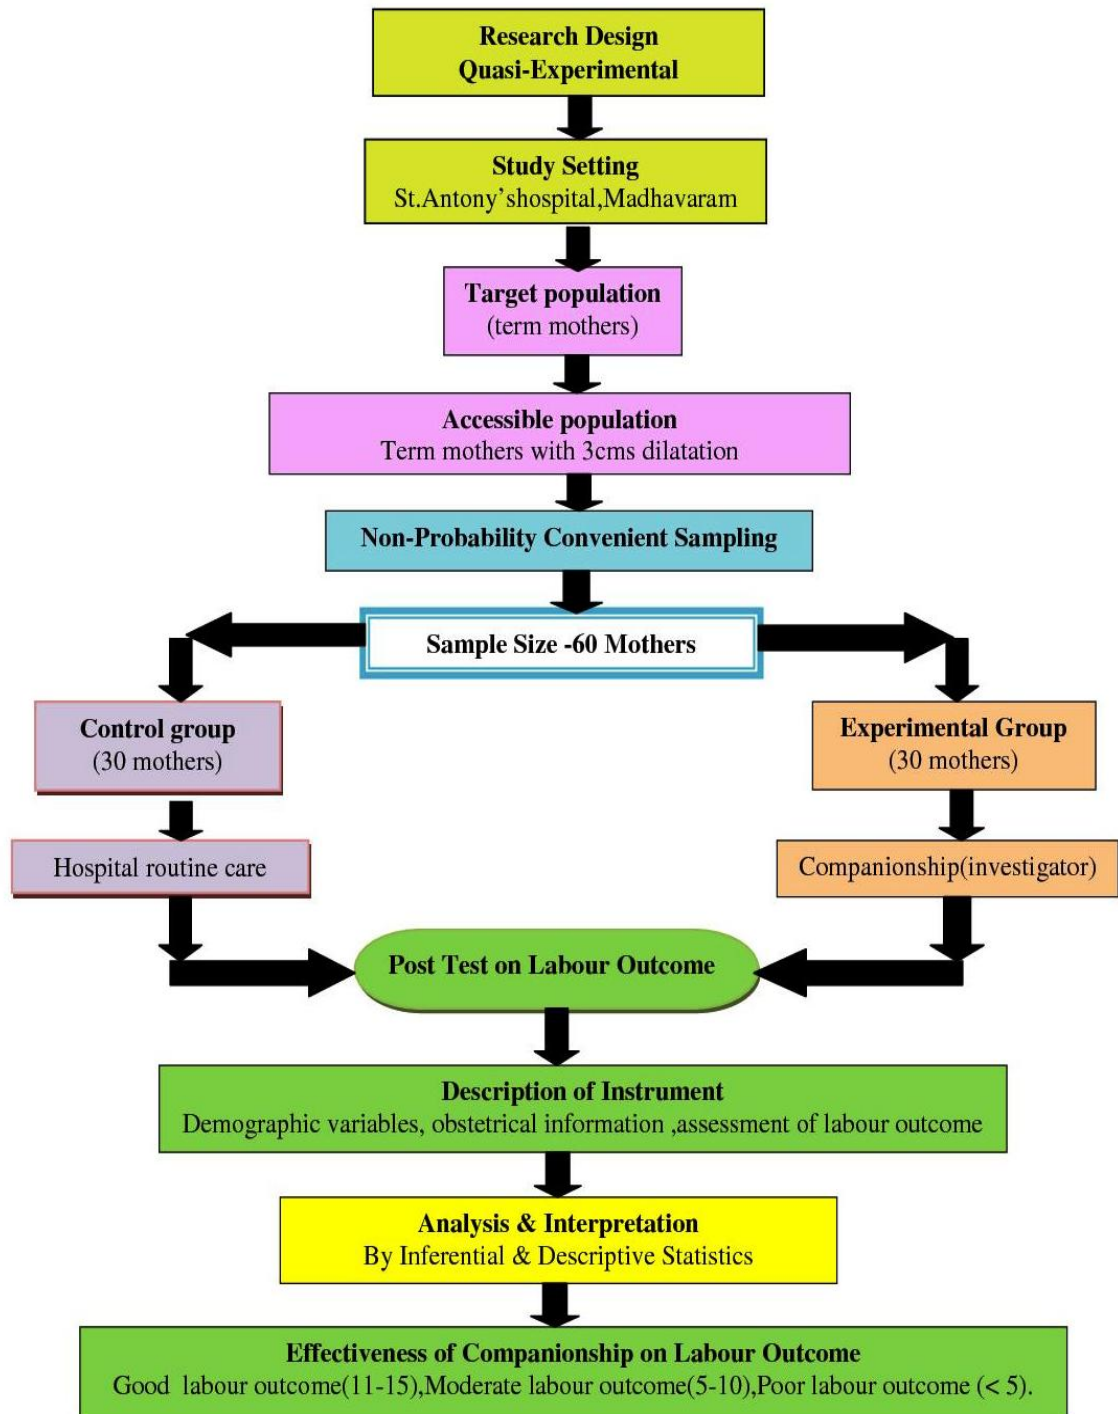 Research Design
Quasi-Experimental
Study Setting
St.Antony'shospital,Madhavaram
Target population
(term mothers)
Accessible population
Term mothers with 3cms dilatation
Non-Probability Convenient Sampling
Sample Size -60 Mothers
Control group
(30 mothers)
Experimental Group
(30 mothers)
Hospital routine care
Companionship(investigator)
Post Test on Labour Outcome
Description of Instrument
Demographic variables, obstetrical information ,assessment of labour outcome
Analysis & Interpretation
By Inferential & Descriptive Statistics
Effectiveness of Companionship on Labour Outcome
Good labour outcome(11-15),Moderate labour outcome(5-10),Poor labour outcome (< 5).